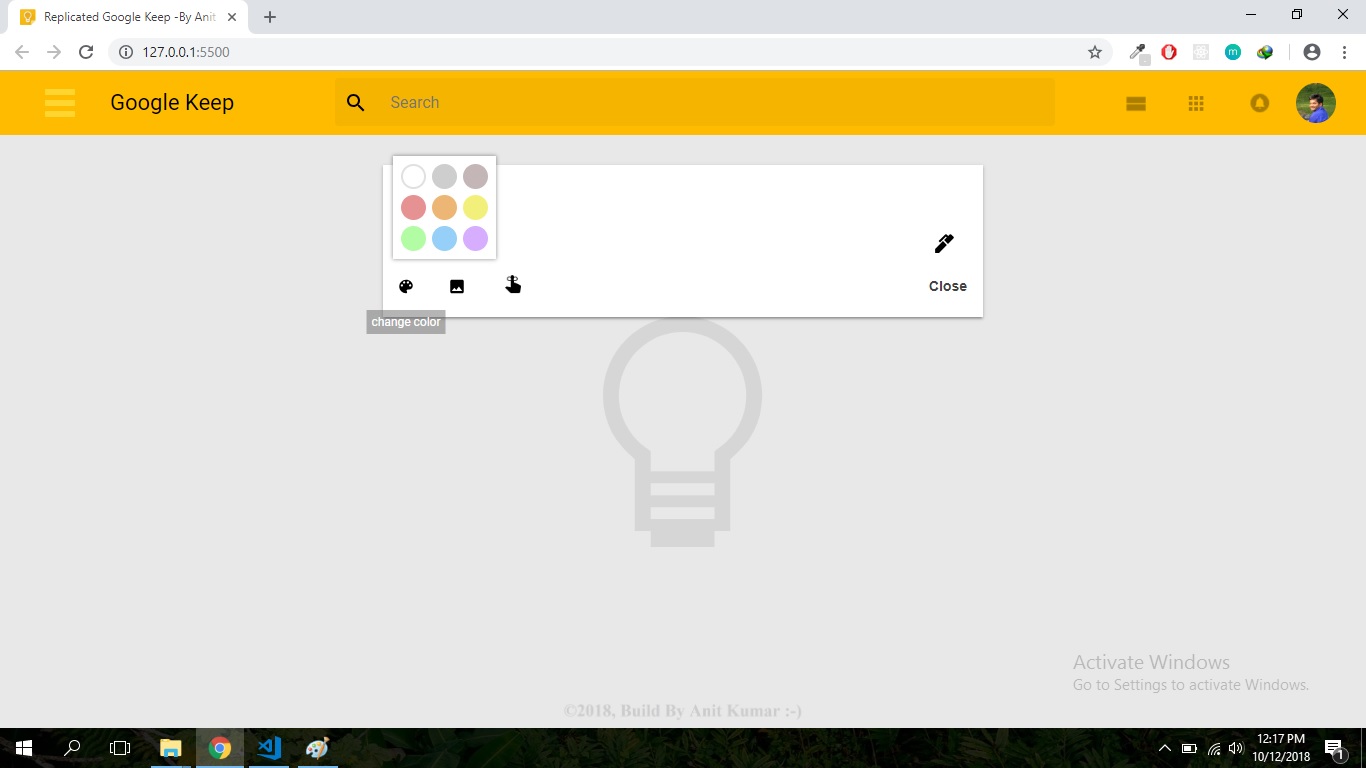 Replicated Google Keep -By Anit
127.0.0.1:5500
m
Google Keep
Search
Close
change color
Activate Windows
Go to Settings to activate Windows.
©2018, Build By Anit Kumar :-)
12:17 PM
10/12/2018
1